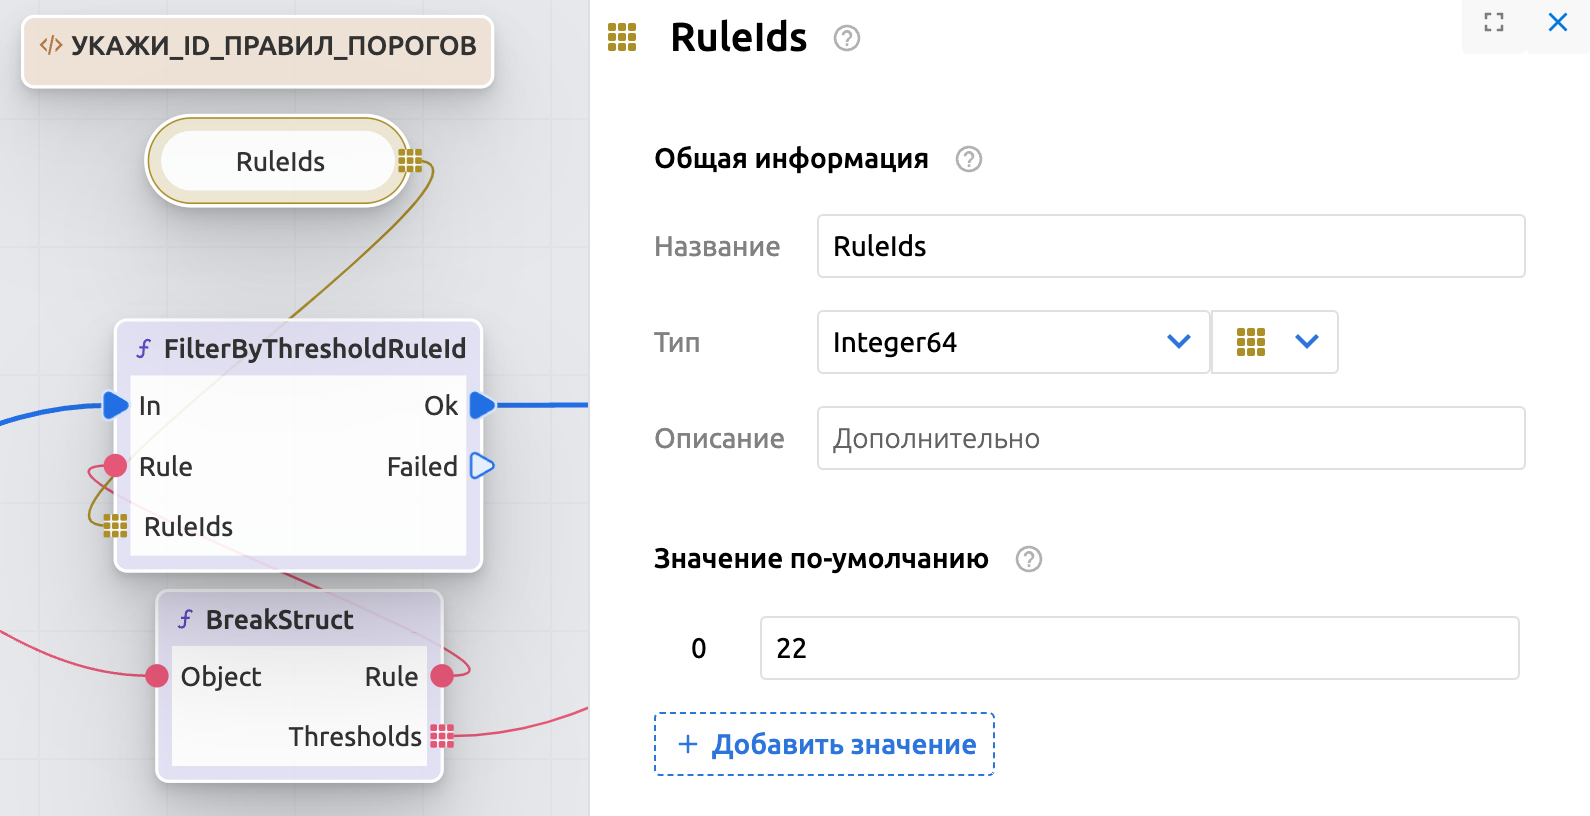 </> УКАЖИ_ID_ПРАВИЛ_ПОРОГОВ
RuleIds
f FilterByThresholdRuleId
In Ok
Rule Failed
RuleIds
f BreakStruct
Object Rule
Thresholds
RuleIds ?
Общая информация ?
Название RuleIds
Тип Integer64
Описание Дополнительно
Значение по-умолчанию ?
0 22
+ Добавить значение